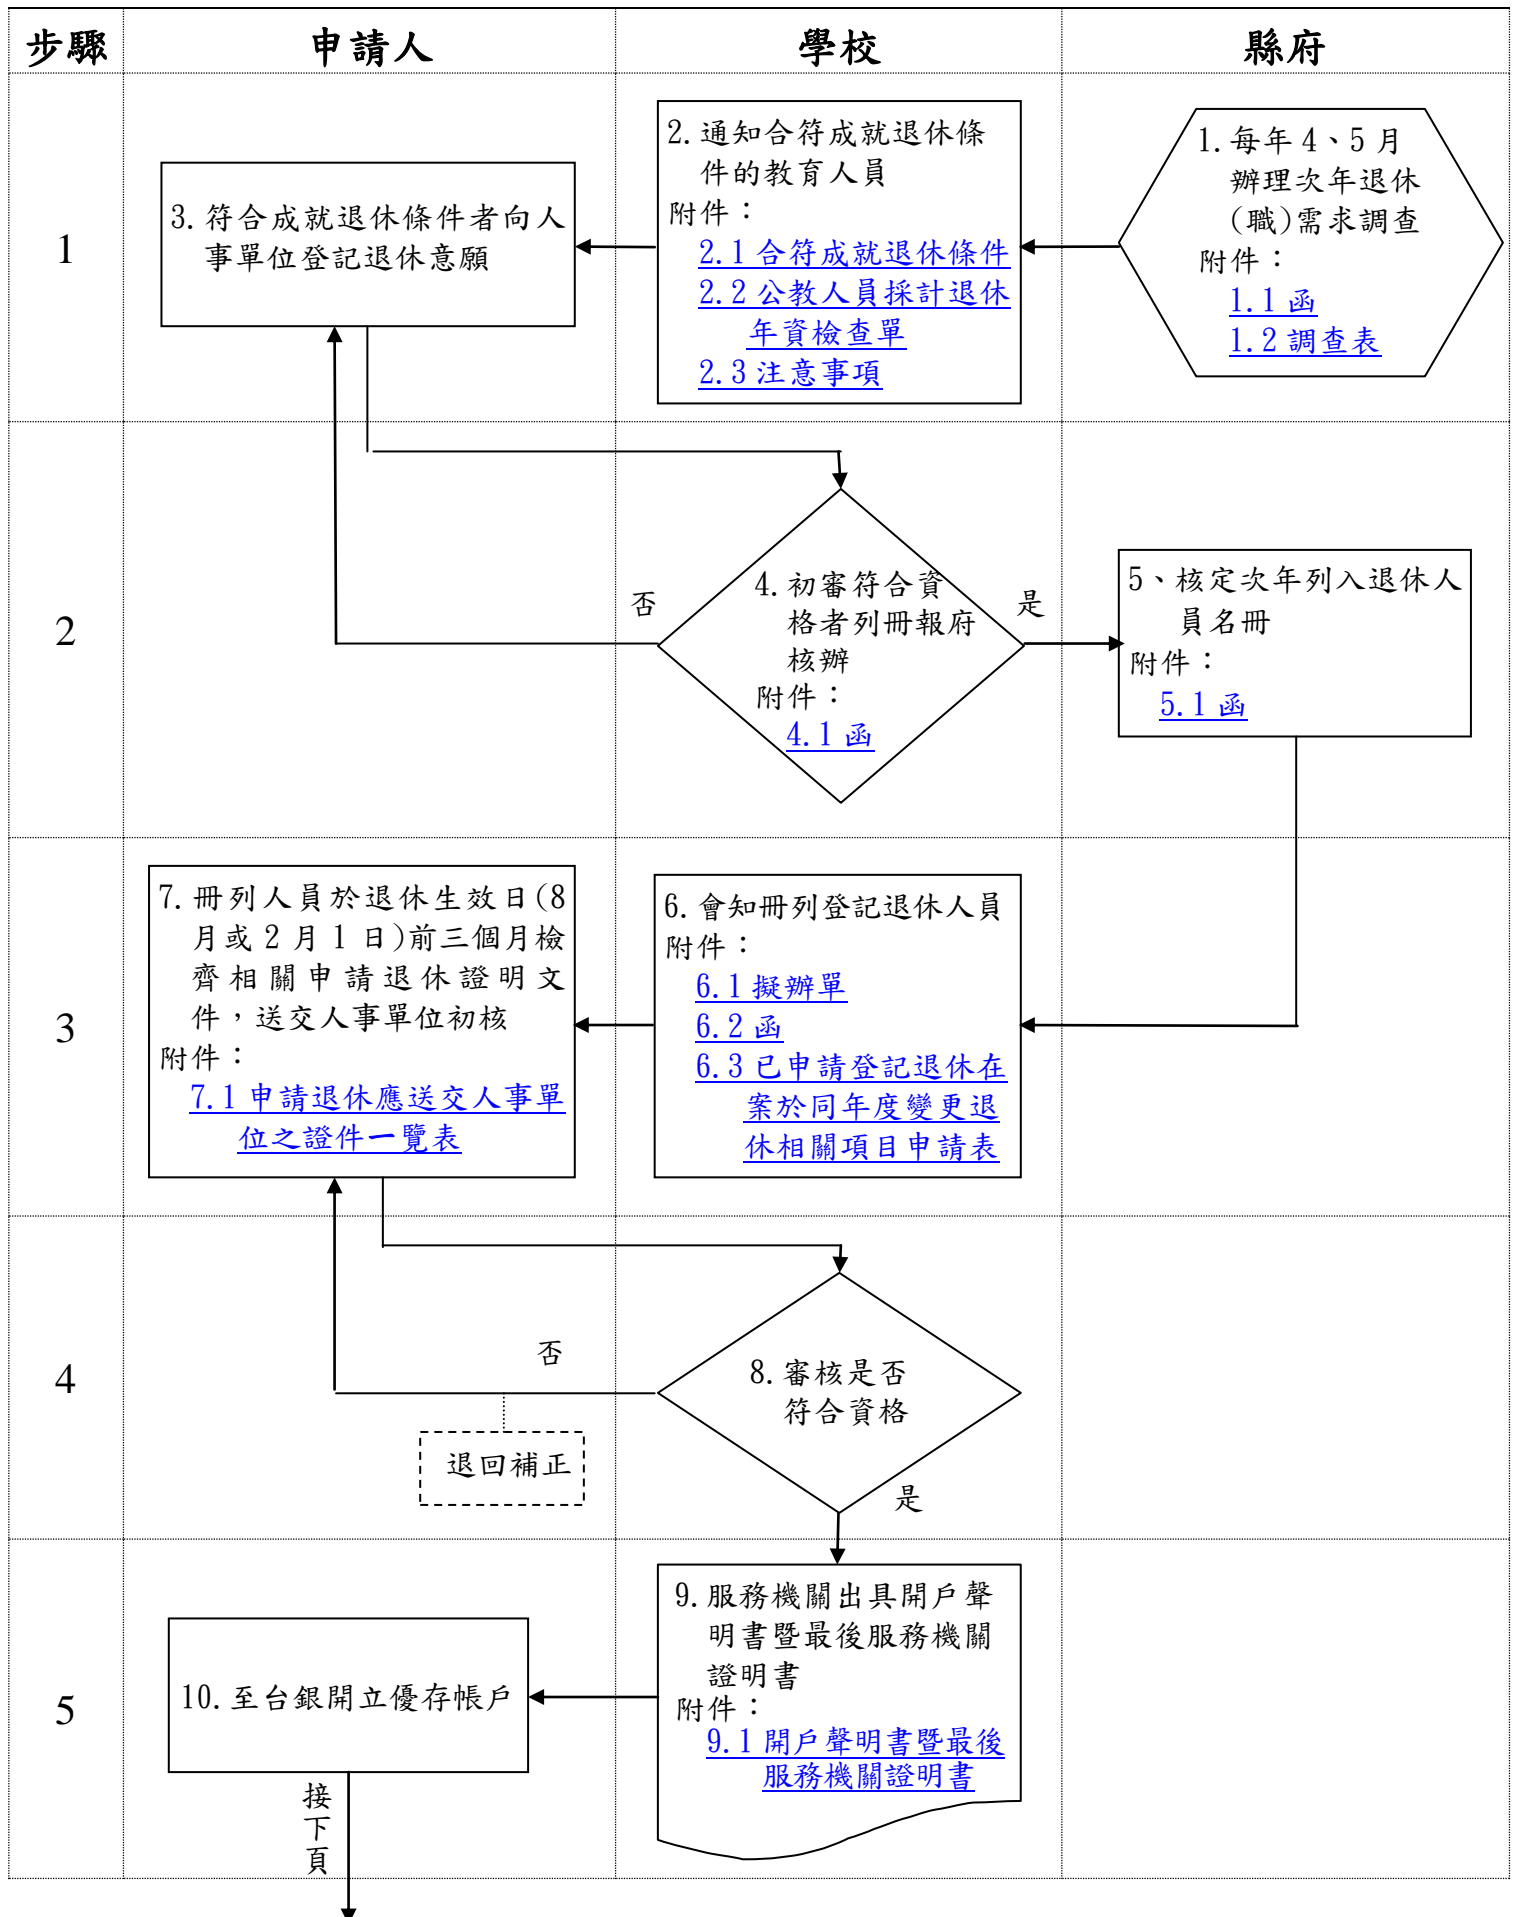 步驟
申請人
學校
縣府
1
3.符合成就退休條件者向人
事單位登記退休意願
2.通知合符成就退休條
件的教育人員
附件：
2.1 合符成就退休條件
2.2 公教人員採計退休
年資檢查單
2.3 注意事項
1.每年 4、5 月
辦理次年退休
(職)需求調查
附件：
1.1 函
1.2 調查表
2
否
4.初審符合資
格者列冊報府
核辦
附件：
4.1 函
是
5、核定次年列入退休人
員名冊
附件：
5.1 函
3
7.冊列人員於退休生效日(8
月或 2 月 1 日)前三個月檢
齊相關申請退休證明文
件，送交人事單位初核
附件：
7.1 申請退休應送交人事單
位之證件一覽表
6.會知冊列登記退休人員
附件：
6.1 擬辦單
6.2 函
6.3 已申請登記退休在
案於同年度變更退
休相關項目申請表
4
否
退回補正
8.審核是否
符合資格
是
5
10.至台銀開立優存帳戶
9.服務機關出具開戶聲
明書暨最後服務機關
證明書
附件：
9.1 開戶聲明書暨最後
服務機關證明書
接下頁